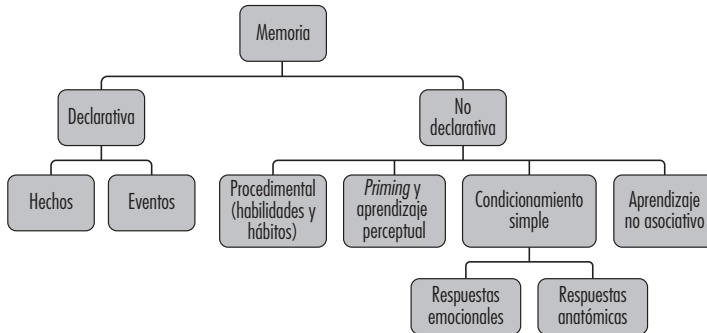 Memoria
Declarativa
No
declarativa
Hechos
Eventos
Procedimental
(habilidades y
hábitos)
Priming y
aprendizaje
perceptual
Condicionamiento
simple
Aprendizaje
no asociativo
Respuestas
emocionales
Respuestas
anatómicas